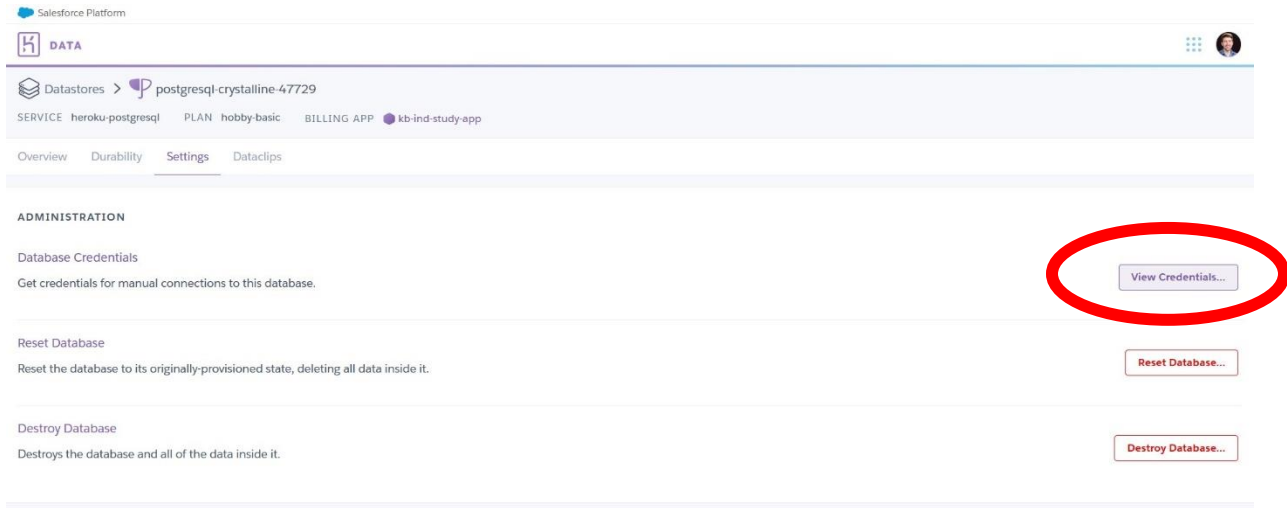 Salesforce Platform
DATA
Datastores > postgresql-crystalline-47729
SERVICE heroku-postgresql PLAN hobby-basic BILLING APP kb-ind-study-app
Overview Durability Settings Dataclips
ADMINISTRATION
Database Credentials
Get credentials for manual connections to this database.
View Credentials...
Reset Database
Reset the database to its originally-provisioned state, deleting all data inside it.
Reset Database...
Destroy Database
Destroys the database and all of the data inside it.
Destroy Database...